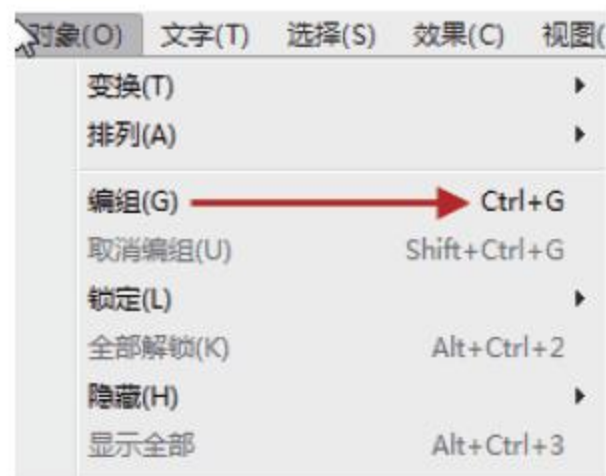 对象(O) 文字(T) 选择(S) 效果(C) 视图(
变换(T)
排列(A)
编组(G) Ctrl+G
取消编组(U) Shift+Ctrl+G
锁定(L)
全部解锁(K) Alt+Ctrl+2
隐藏(H)
显示全部 Alt+Ctrl+3